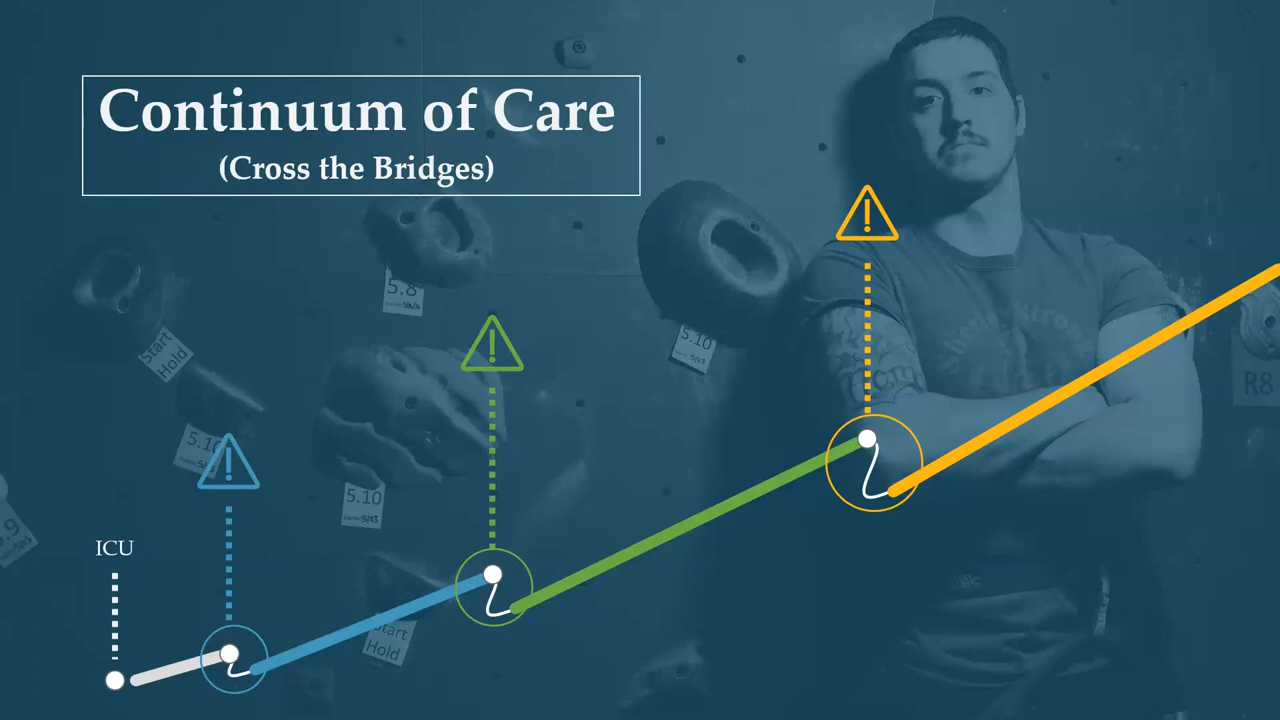 Continuum of Care
(Cross the Bridges)
5.8
Start
Hold
5.10
5.10
5.10
R8
.9
ICU
Start
Hold